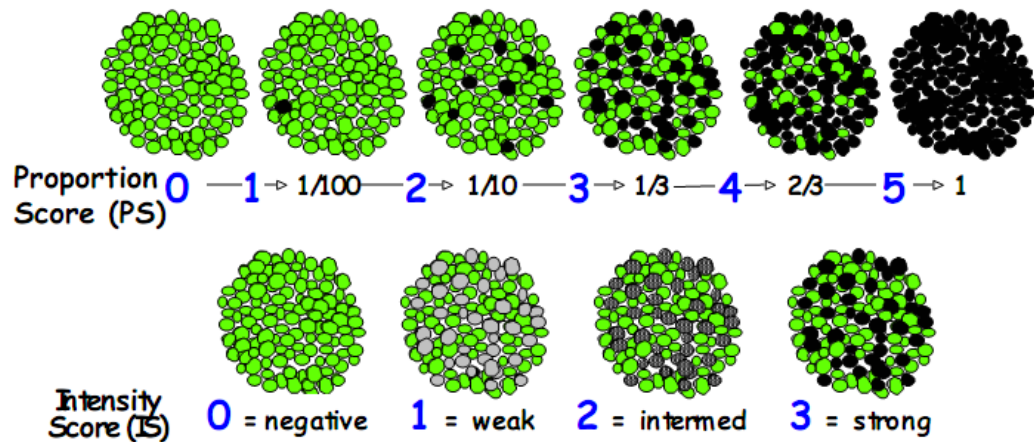 Proportion 0 1 1/100 2 1/10 3 1/3 4 2/3 5 1
Score (PS)
Intensity 0 = negative 1 = weak 2 = intermed 3 = strong
Score (IS)